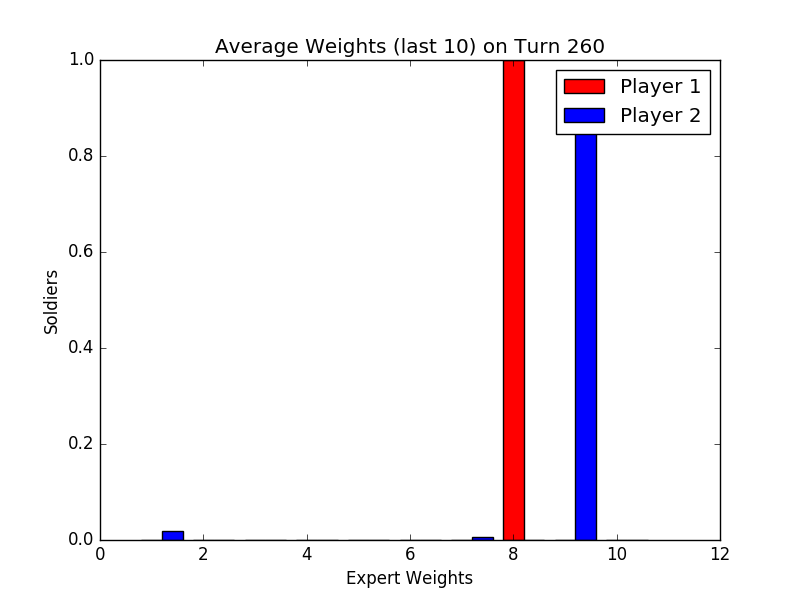 Average Weights (last 10) on Turn 260
1.0
Player 1
Player 2
0.8
0.6
Soldiers
0.4
0.2
0.0
0 2 4 6 8 10 12
Expert Weights